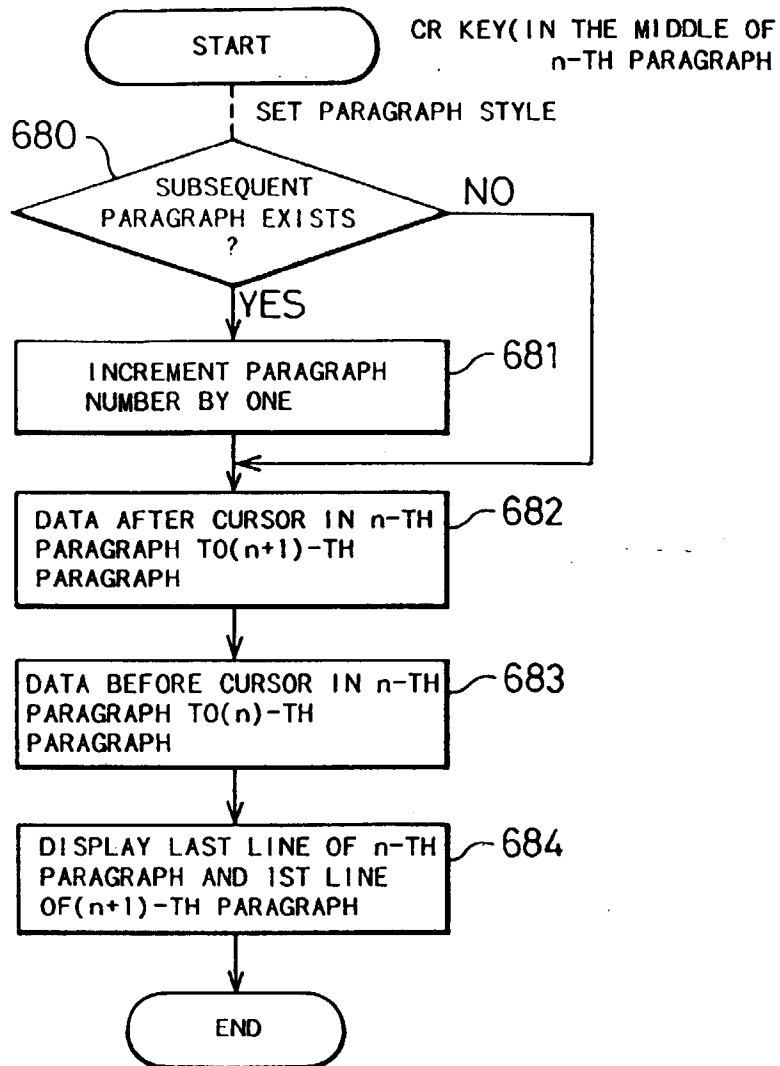 START
CR KEY(IN THE MIDDLE OF
n-TH PARAGRAPH
SET PARAGRAPH STYLE
680
SUBSEQUENT
PARAGRAPH EXISTS
?
NO
YES
INCREMENT PARAGRAPH
NUMBER BY ONE
681
DATA AFTER CURSOR IN n-TH
PARAGRAPH TO(n+1)-TH
PARAGRAPH
682
DATA BEFORE CURSOR IN n-TH
PARAGRAPH TO(n)-TH
PARAGRAPH
683
DISPLAY LAST LINE OF n-TH
PARAGRAPH AND 1ST LINE
OF(n+1)-TH PARAGRAPH
684
END